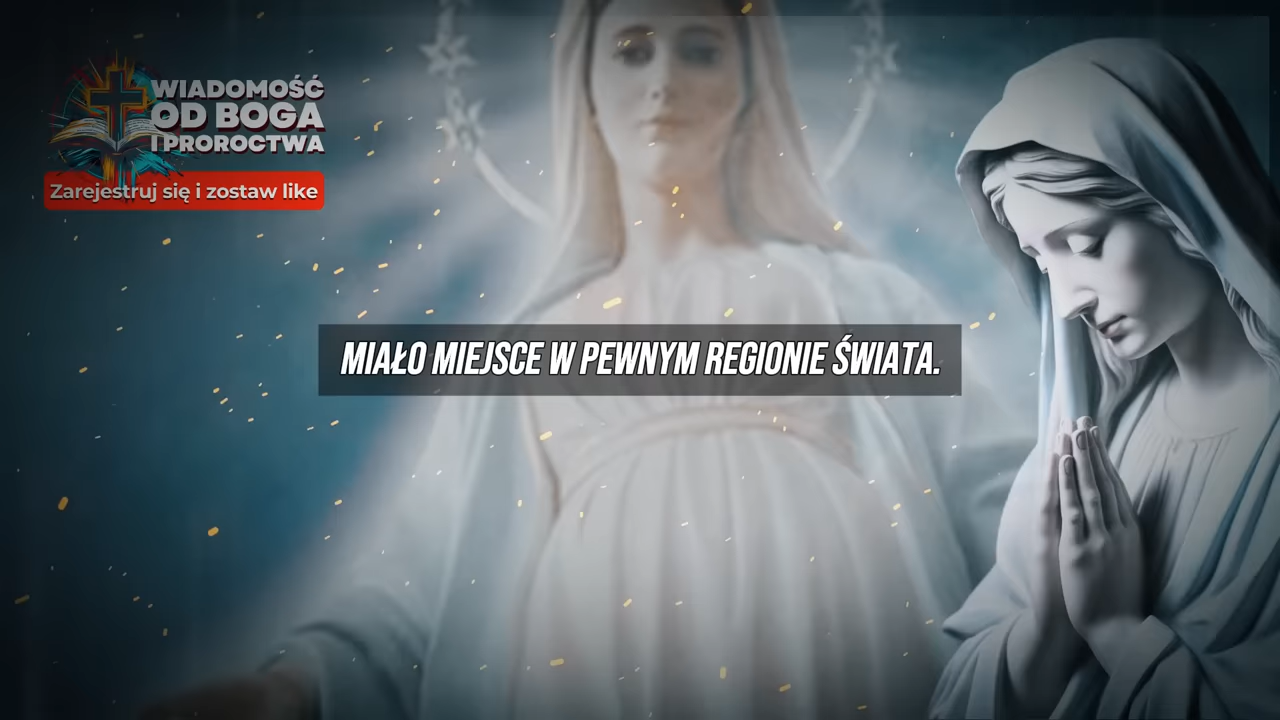 WIADOMOŚĆ
OD BOGA
I PROROCTWA
Zarejestruj się i zostaw like
MIAŁO MIEJSCE W PEWNYM REGIONIE ŚWIATA.